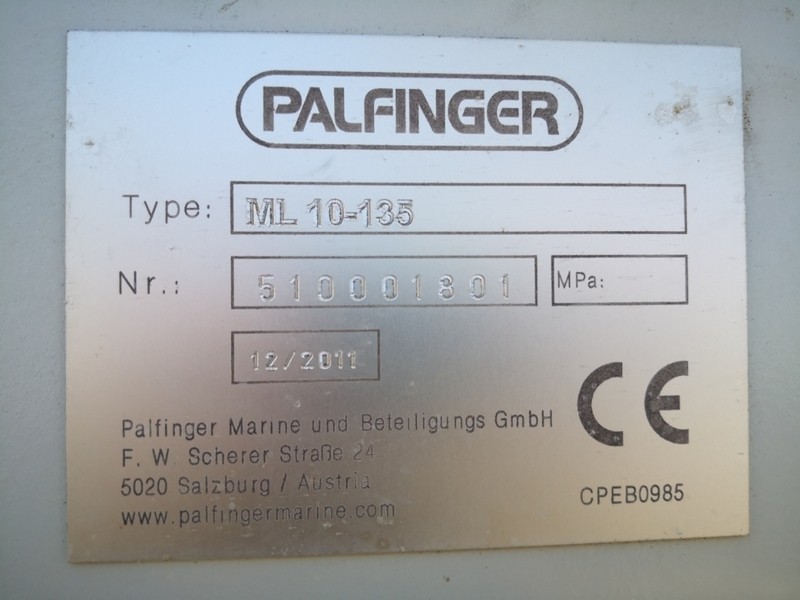 PALFINGER
Type: ML 10-135
Nr.: 510001801 MPa:
12/2011
Palfinger Marine und Beteiligungs GmbH
F. W. Scherer Straße 24
5020 Salzburg / Austria
www.palfingermarine.com
CE
CPEB0985